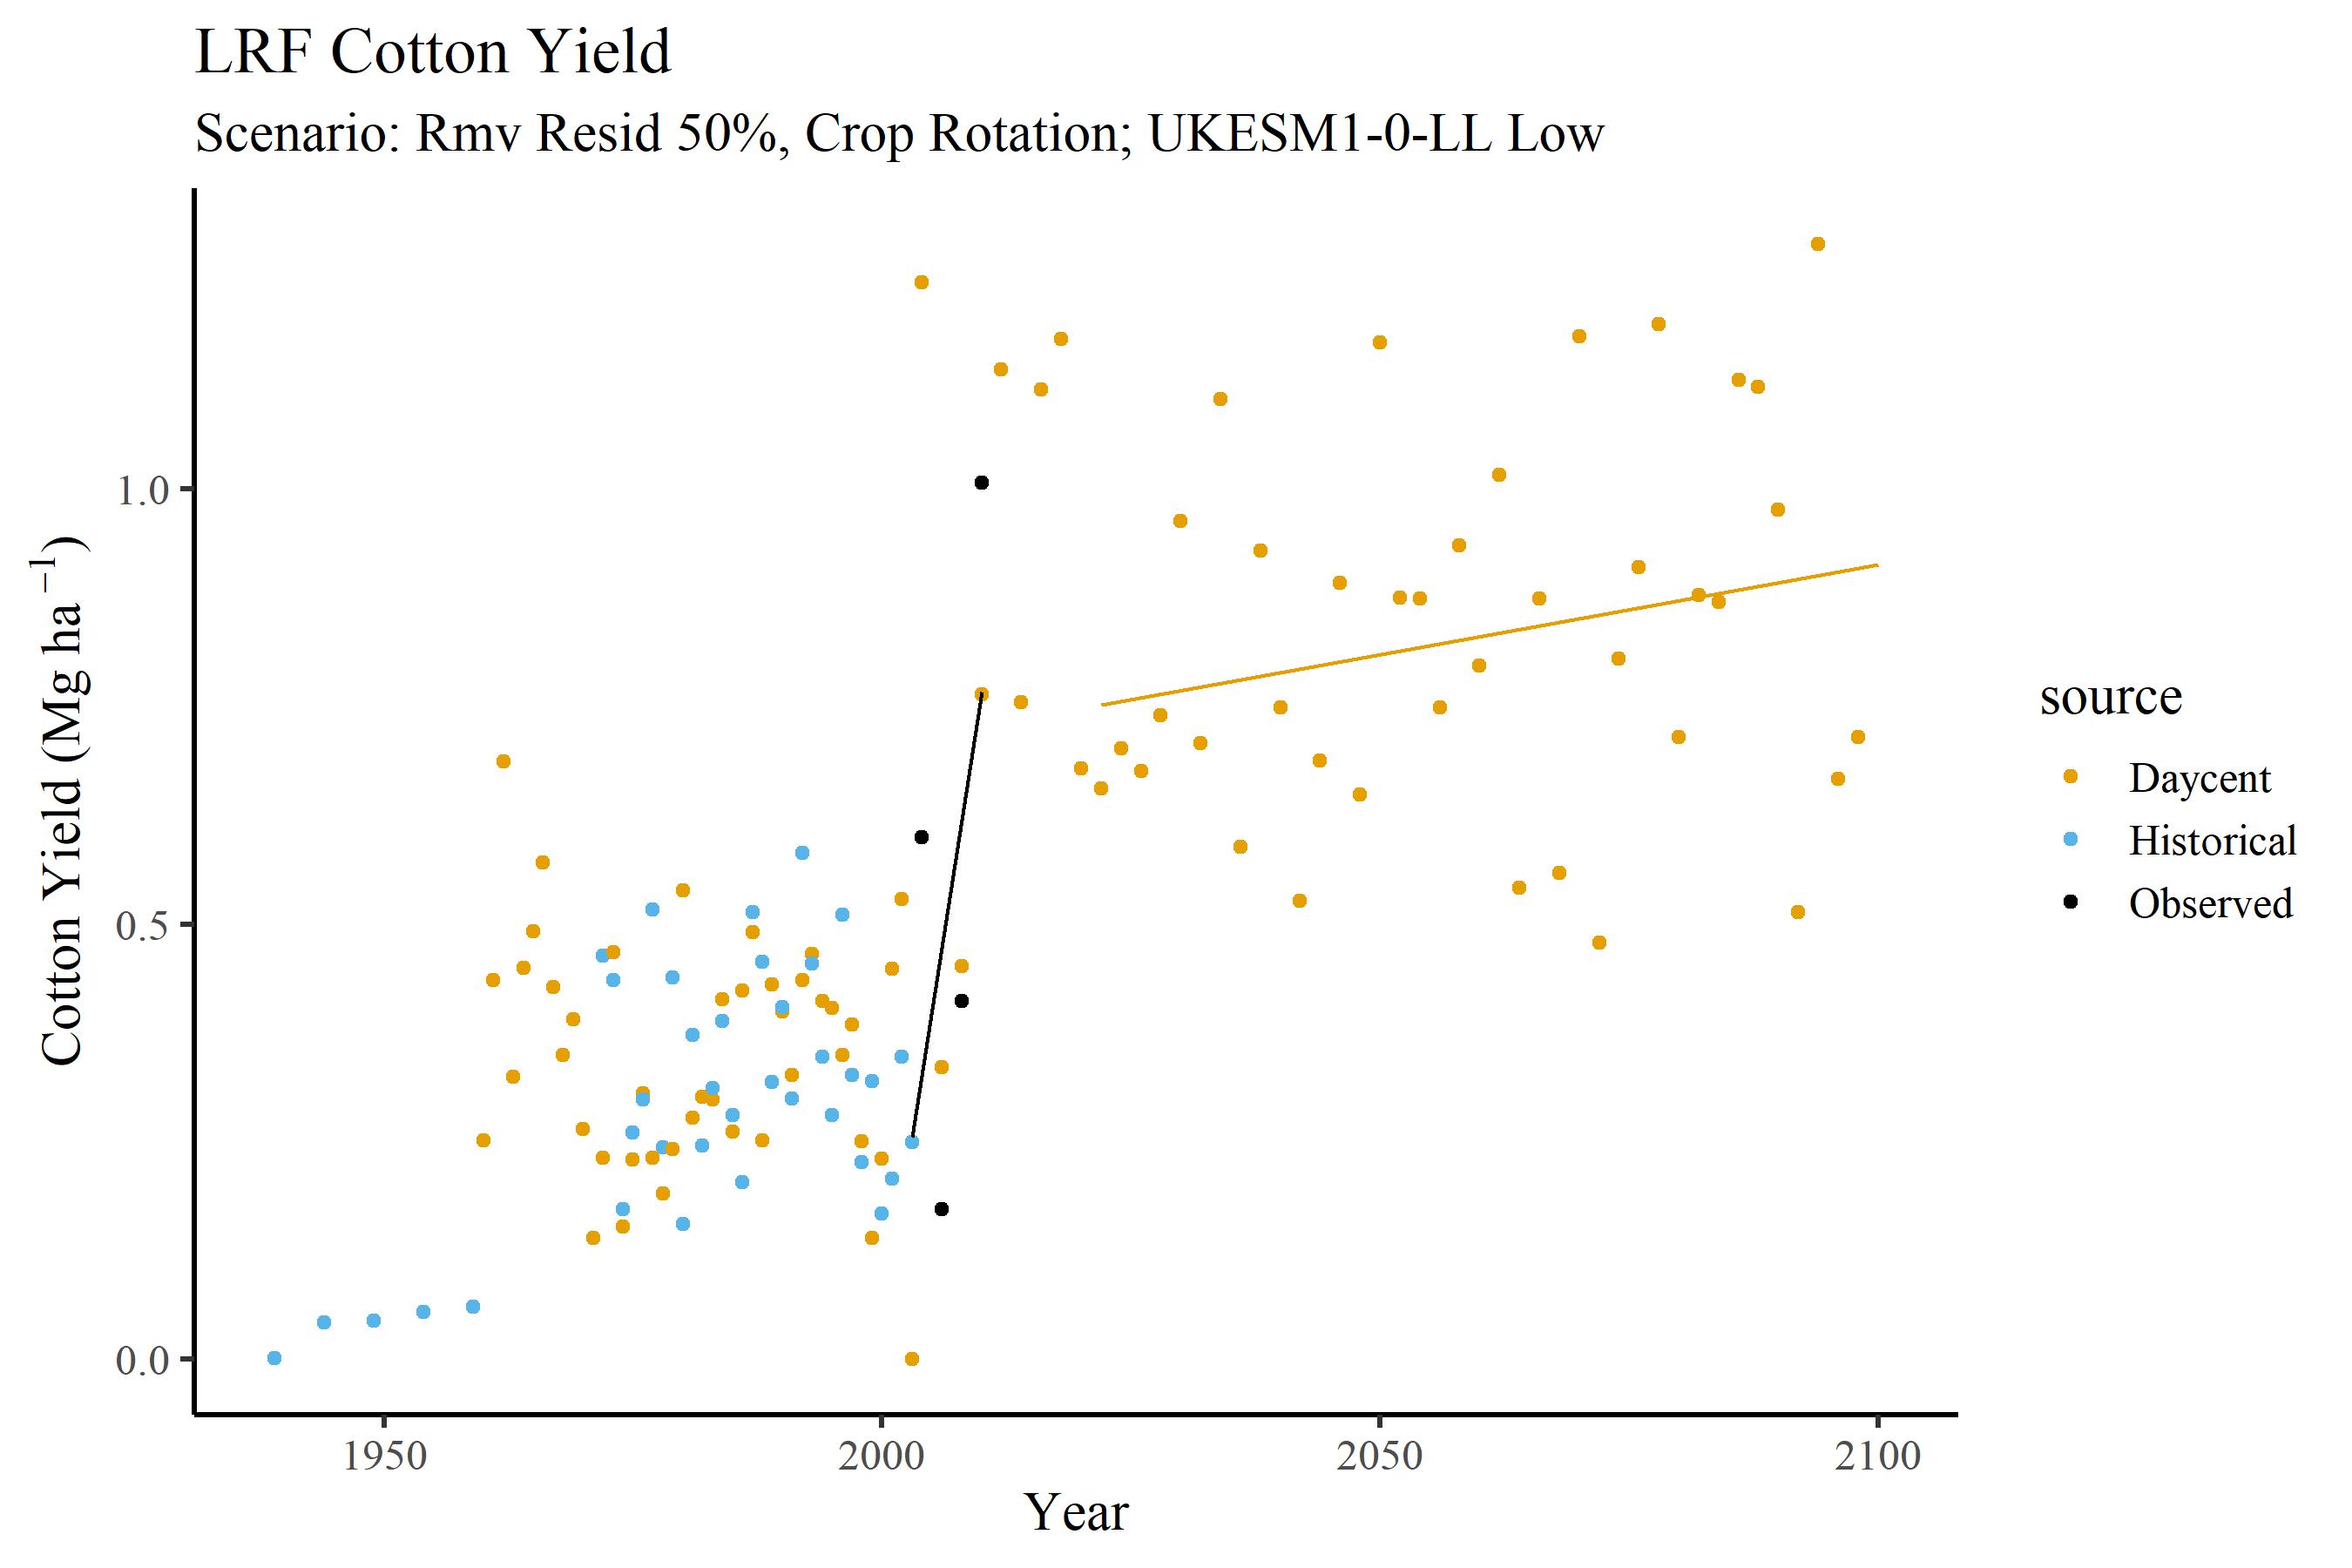 LRF Cotton Yield
Scenario: Rmv Resid 50%, Crop Rotation; UKESM1-0-LL Low
Cotton Yield (Mg ha⁻¹)
1.0
0.5
0.0
1950 2000 2050 2100
Year
source
Daycent
Historical
Observed